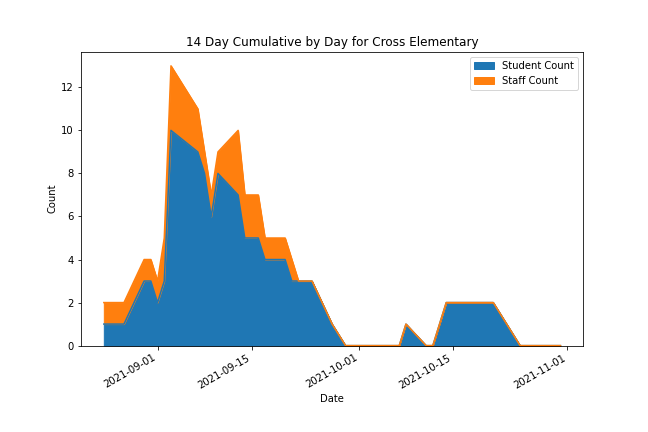 14 Day Cumulative by Day for Cross Elementary
Student Count
Staff Count
12
10
8
6
4
2
0
Count
2021-09-01
2021-09-15
2021-10-01
2021-10-15
2021-11-01
Date